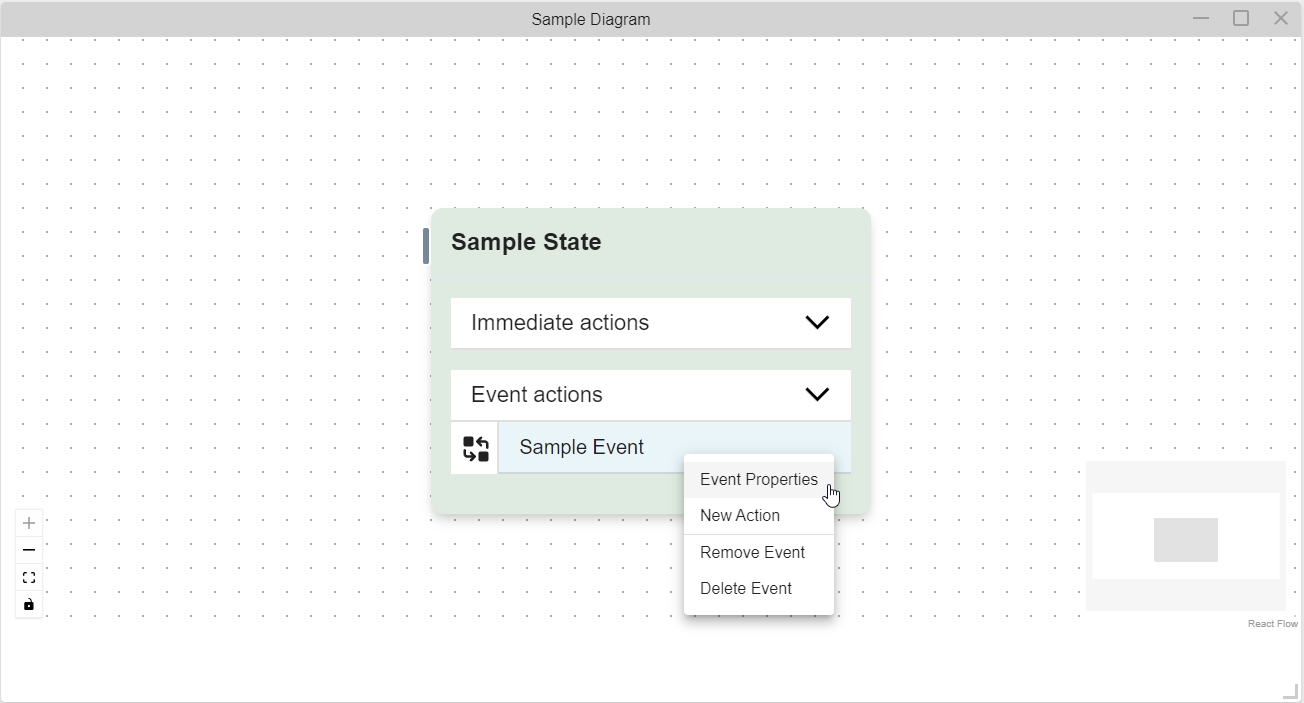 Sample Diagram
Sample State
Immediate actions
Event actions
Sample Event
Event Properties
New Action
Remove Event
Delete Event
React Flow